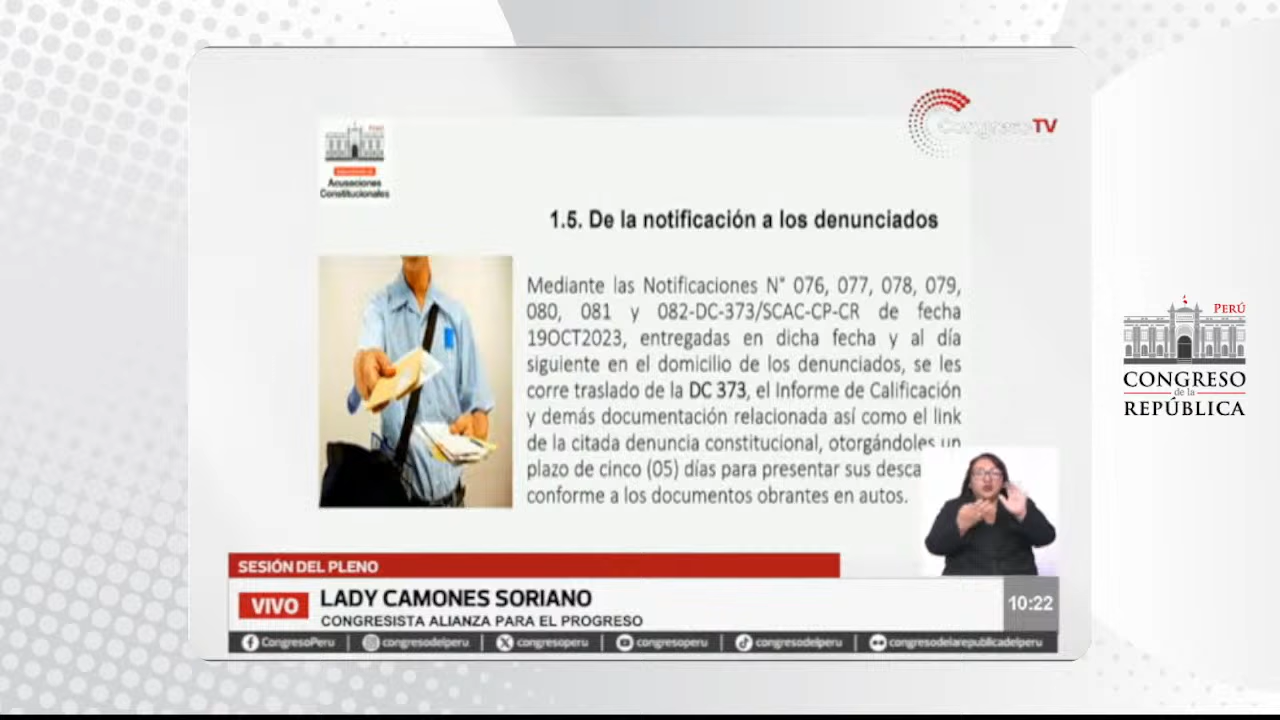 CongresoTV
PERÚ
Acusaciones
Constitucionales
1.5. De la notificación a los denunciados
Mediante las Notificaciones N° 076, 077, 078, 079,
080, 081 y 082-DC-373/SCAC-CP-CR de fecha
19OCT2023, entregadas en dicha fecha y al día
siguiente en el domicilio de los denunciados, se les
corre traslado de la DC 373, el Informe de Calificación
y demás documentación relacionada así como el link
de la citada denuncia constitucional, otorgándoles un
plazo de cinco (05) días para presentar sus desca
conforme a los documentos obrantes en autos.
PERÚ
CONGRESO
de la
REPÚBLICA
SESIÓN DEL PLENO
VIVO LADY CAMONES SORIANO
CONGRESISTA ALIANZA PARA EL PROGRESO
10:22
CongresoPeru | congresodelperu | congresoperu | congresoperu | congresodelperu | congresodelarepublicadelperu